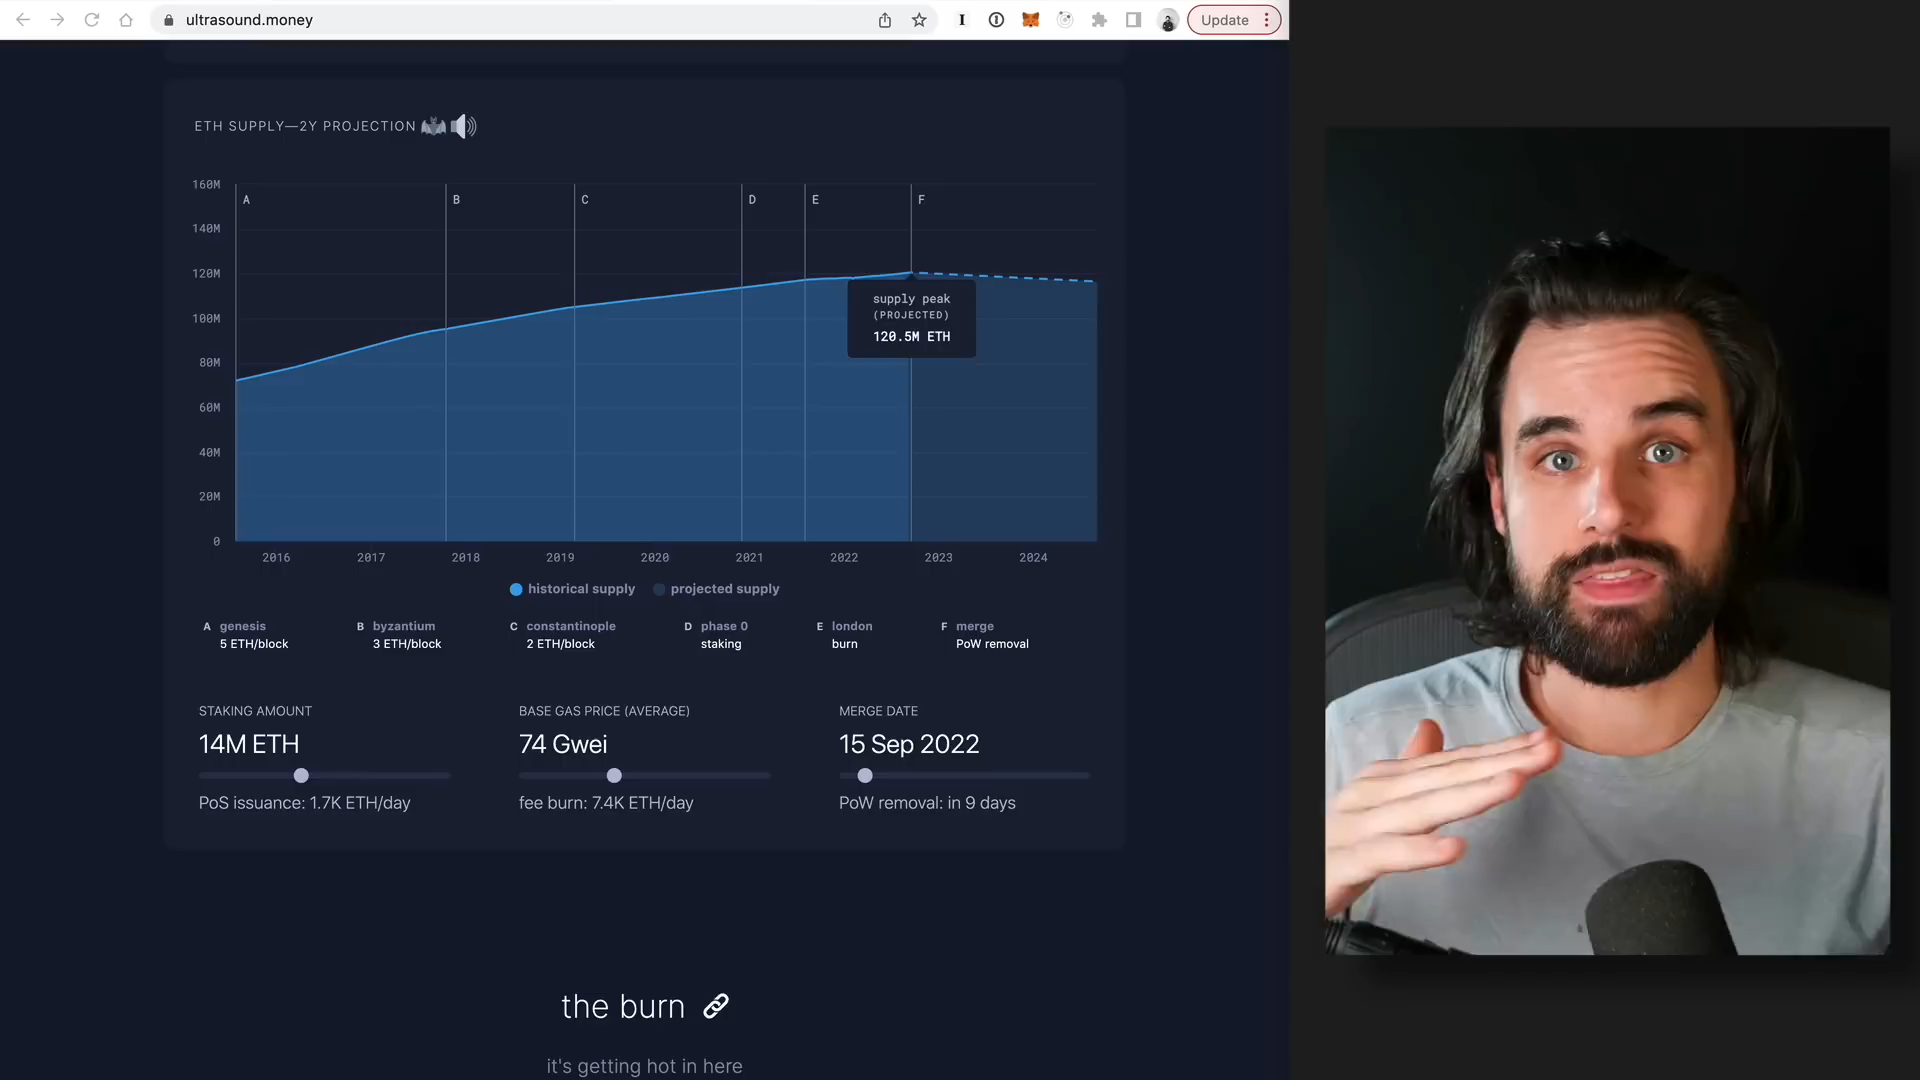 ultrasound.money
Update
ETH SUPPLY—2Y PROJECTION
160M
140M
120M
100M
80M
60M
40M
20M
0
A
B
C
D
E
F
supply peak
(PROJECTED)
120.5M ETH
2016 2017 2018 2019 2020 2021 2022 2023 2024
historical supply projected supply
A genesis
5 ETH/block
B byzantium
3 ETH/block
C constantinople
2 ETH/block
D phase 0
staking
E london
burn
F merge
PoW removal
STAKING AMOUNT
14M ETH
PoS issuance: 1.7K ETH/day
BASE GAS PRICE (AVERAGE)
74 Gwei
fee burn: 7.4K ETH/day
MERGE DATE
15 Sep 2022
PoW removal: in 9 days
the burn
it's getting hot in here